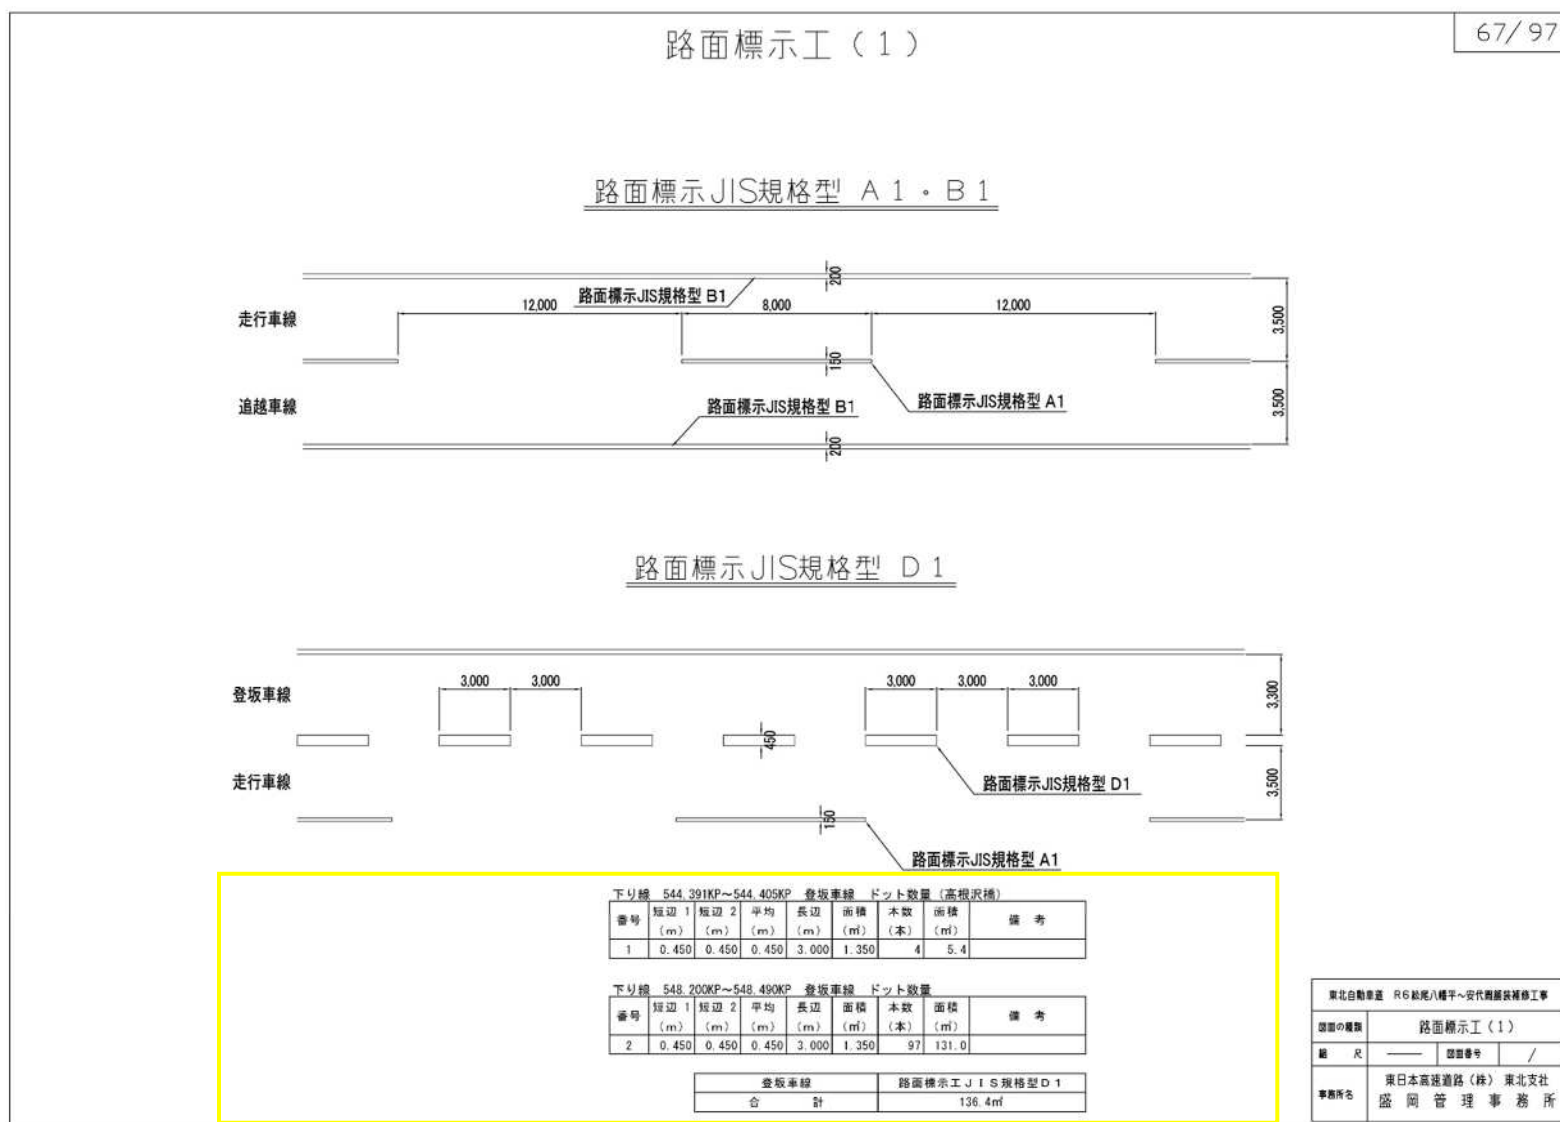 67/97
路面標示工（1）
路面標示JIS規格型 A1・B1
200
路面標示JIS規格型 B1
12,000
8,000
12,000
走行車線
3,500
150
追越車線
路面標示JIS規格型 B1
路面標示JIS規格型 A1
3,500
200
路面標示JIS規格型 D1
3,000
3,000
3,000
3,000
3,000
登坂車線
3,300
450
走行車線
路面標示JIS規格型 D1
3,500
150
路面標示JIS規格型 A1
下り線 544.391KP～544.405KP 登坂車線 ドット数量（高根沢橋）
番号 短辺1（m） 短辺2（m） 平均（m） 長辺（m） 面積（㎡） 本数（本） 面積（㎡） 備考
1 0.450 0.450 0.450 3.000 1.350 4 5.4
下り線 548.200KP～548.490KP 登坂車線 ドット数量
番号 短辺1（m） 短辺2（m） 平均（m） 長辺（m） 面積（㎡） 本数（本） 面積（㎡） 備考
2 0.450 0.450 0.450 3.000 1.350 97 131.0
登坂車線 路面標示工JIS規格型D1
合計 136.4㎡
東北自動車道 R6松尾八幡平～安代間舗装補修工事
図面の種類 路面標示工（1）
縮尺 ―― 図面番号 /
事務所名 東日本高速道路（株） 東北支社
盛岡管理事務所